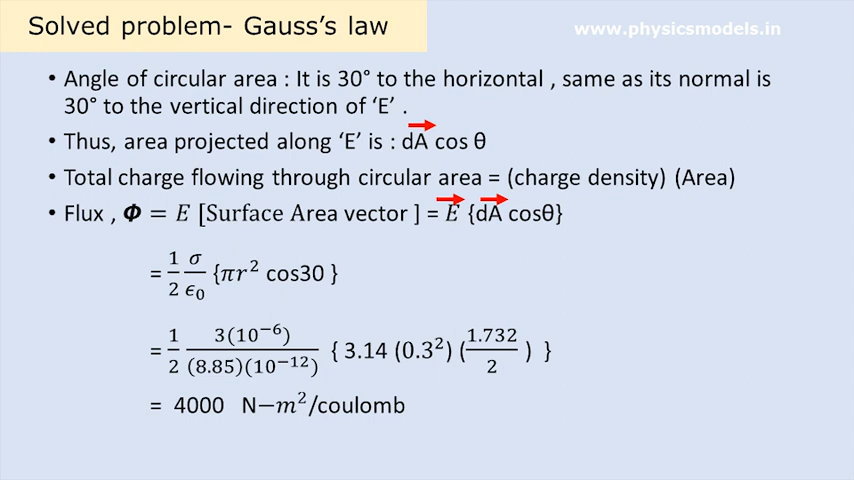 Solved problem- Gauss's law
www.physicsmodels.in
• Angle of circular area : It is 30° to the horizontal , same as its normal is
30° to the vertical direction of ‘E’ .
• Thus, area projected along ‘E’ is : dA⃗ cos θ
• Total charge flowing through circular area = (charge density) (Area)
• Flux , Φ = E [Surface Area vector ] = E⃗ {dA⃗ cosθ}
= 1/2 σ/ϵ₀ {πr² cos30 }
= 1/2 3(10⁻⁶)/(8.85)(10⁻¹²) { 3.14 (0.3²) (1.732/2 ) }
= 4000 N−m²/coulomb